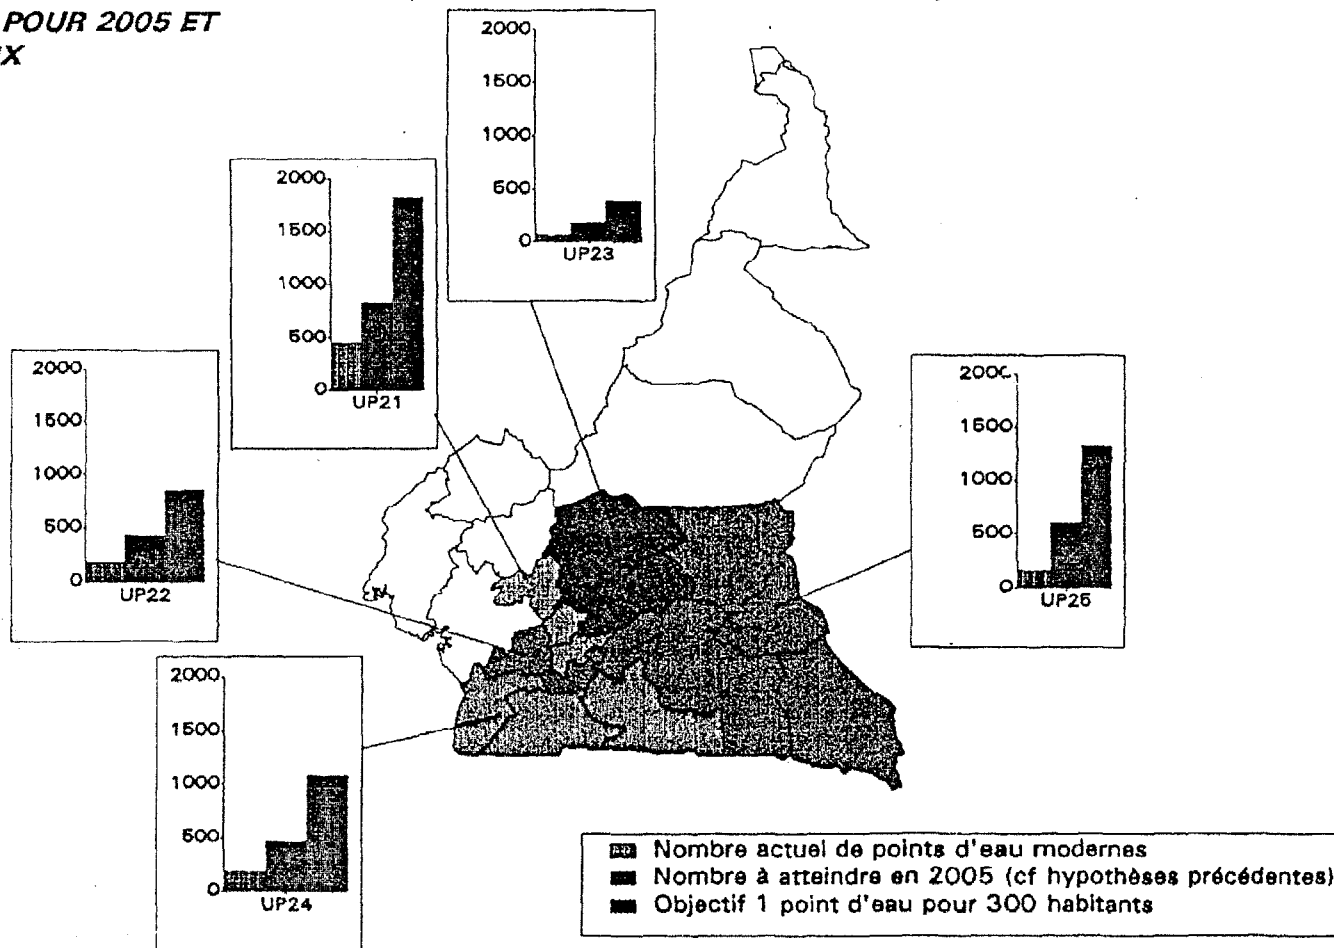 POUR 2005 ET
X
2000
1500
1000
500
0
UP23
2000
1500
1000
500
0
UP21
2000
1500
1000
500
0
UP22
200
1500
1000
500
0
UP25
2000
1500
1000
500
0
UP24
Nombre actuel de points d'eau modernes
Nombre à atteindre en 2005 (cf hypothèses précédentes)
Objectif 1 point d'eau pour 300 habitants